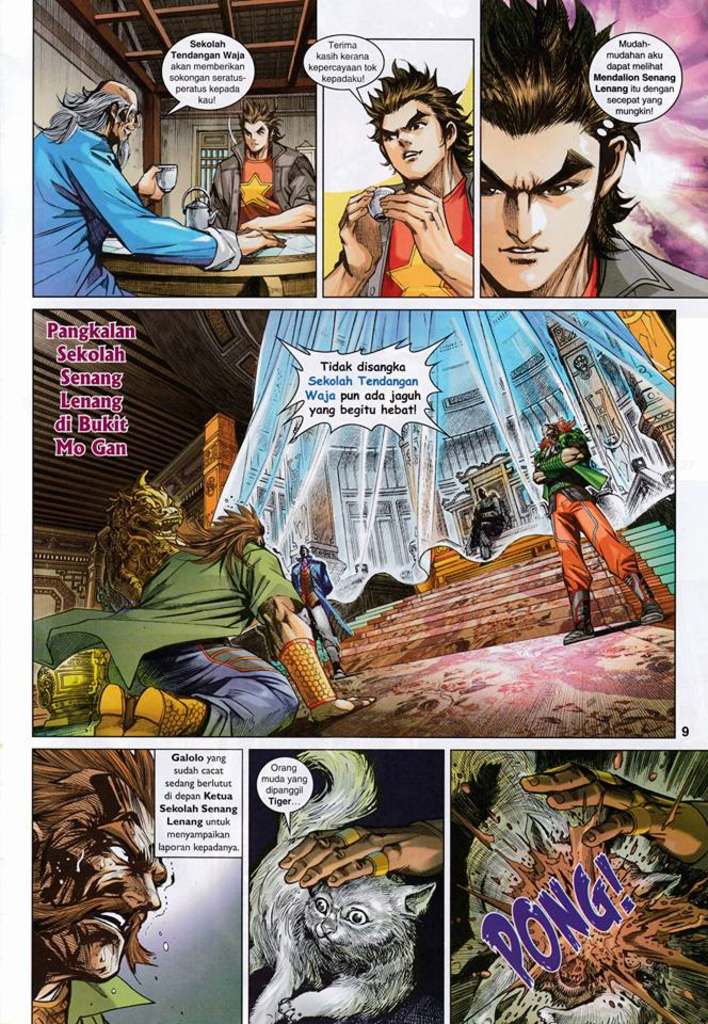 Sekolah
Tendangan Waja
akan memberikan
sokongan seratus-
peratus kepada
kau!
Terima
kasih kerana
kepercayaan tok
kepadaku!
Mudah-
mudahan aku
dapat melihat
Mendalion Senang
Lenang itu dengan
secepat yang
mungkin!
Pangkalan
Sekolah
Senang
Lenang
di Bukit
Mo Gan
Tidak disangka
Sekolah Tendangan
Waja pun ada jaguh
yang begitu hebat!
9
Galolo yang
sudah cacat
sedang berlutut
di depan Ketua
Sekolah Senang
Lenang untuk
menyampaikan
laporan kepadanya.
Orang
muda yang
dipanggil
Tiger...
PONG!